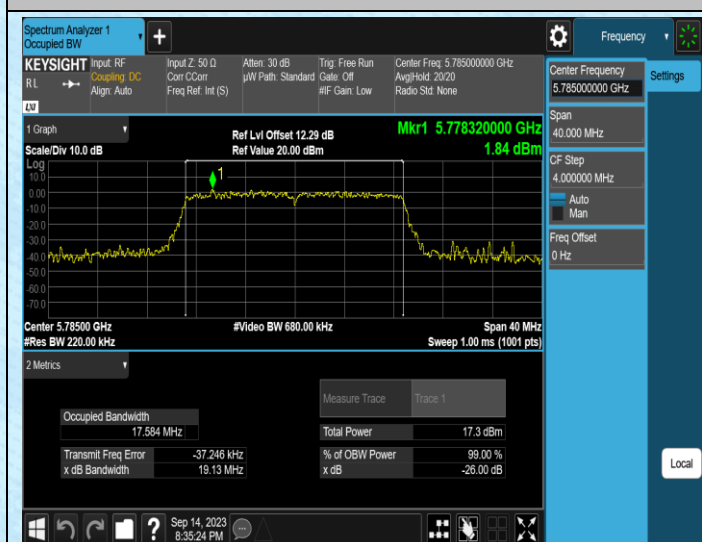 Spectrum Analyzer 1
Occupied BW
+
Frequency
KEYSIGHT
RL
LXI
Input: RF
Coupling: DC
Align: Auto
Input Z: 50 Ω
Corr CCorr
Freq Ref: Int (S)
Atten: 30 dB
µW Path: Standard
Trig: Free Run
Gate: Off
#IF Gain: Low
Center Freq: 5.785000000 GHz
Avg|Hold: 20/20
Radio Std: None
Center Frequency
5.785000000 GHz
Settings
Span
40.000 MHz
CF Step
4.000000 MHz
Auto
Man
Freq Offset
0 Hz
Local
1 Graph
Scale/Div 10.0 dB
Ref Lvl Offset 12.29 dB
Ref Value 20.00 dBm
Mkr1 5.778320000 GHz
1.84 dBm
Log
10.0
0.00
-10.0
-20.0
-30.0
-40.0
-50.0
-60.0
-70.0
1
Center 5.78500 GHz
#Res BW 220.00 kHz
#Video BW 680.00 kHz
Span 40 MHz
Sweep 1.00 ms (1001 pts)
2 Metrics
Measure Trace Trace 1
Occupied Bandwidth
17.584 MHz
Total Power 17.3 dBm
Transmit Freq Error -37.246 kHz
% of OBW Power 99.00 %
x dB Bandwidth 19.13 MHz
x dB -26.00 dB
?
Sep 14, 2023
8:35:24 PM